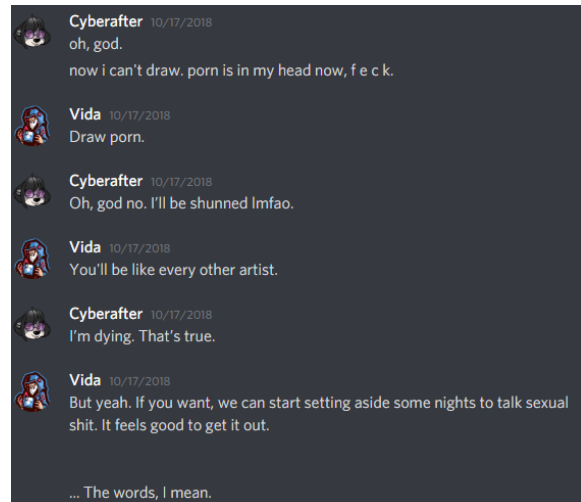 Cyberafter 10/17/2018
oh, god.
now i can't draw. porn is in my head now, f e c k.
Vida 10/17/2018
Draw porn.
Cyberafter 10/17/2018
Oh, god no. I'll be shunned lmfao.
Vida 10/17/2018
You'll be like every other artist.
Cyberafter 10/17/2018
I'm dying. That's true.
Vida 10/17/2018
But yeah. If you want, we can start setting aside some nights to talk sexual
shit. It feels good to get it out.
... The words, I mean.